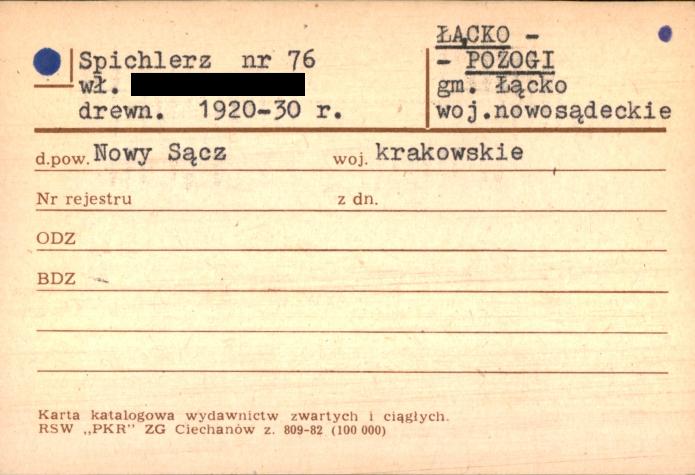 ŁĄCKO -
- POŻOGI
gm. Łącko
woj.nowosądeckie
Spichlerz nr 76
wł.
drewn. 1920-30 r.
d.pow. Nowy Sącz woj. krakowskie
Nr rejestru z dn.
ODZ
BDZ
Karta katalogowa wydawnictw zwartych i ciągłych.
RSW „PKR” ZG Ciechanów z. 809-82 (100 000)